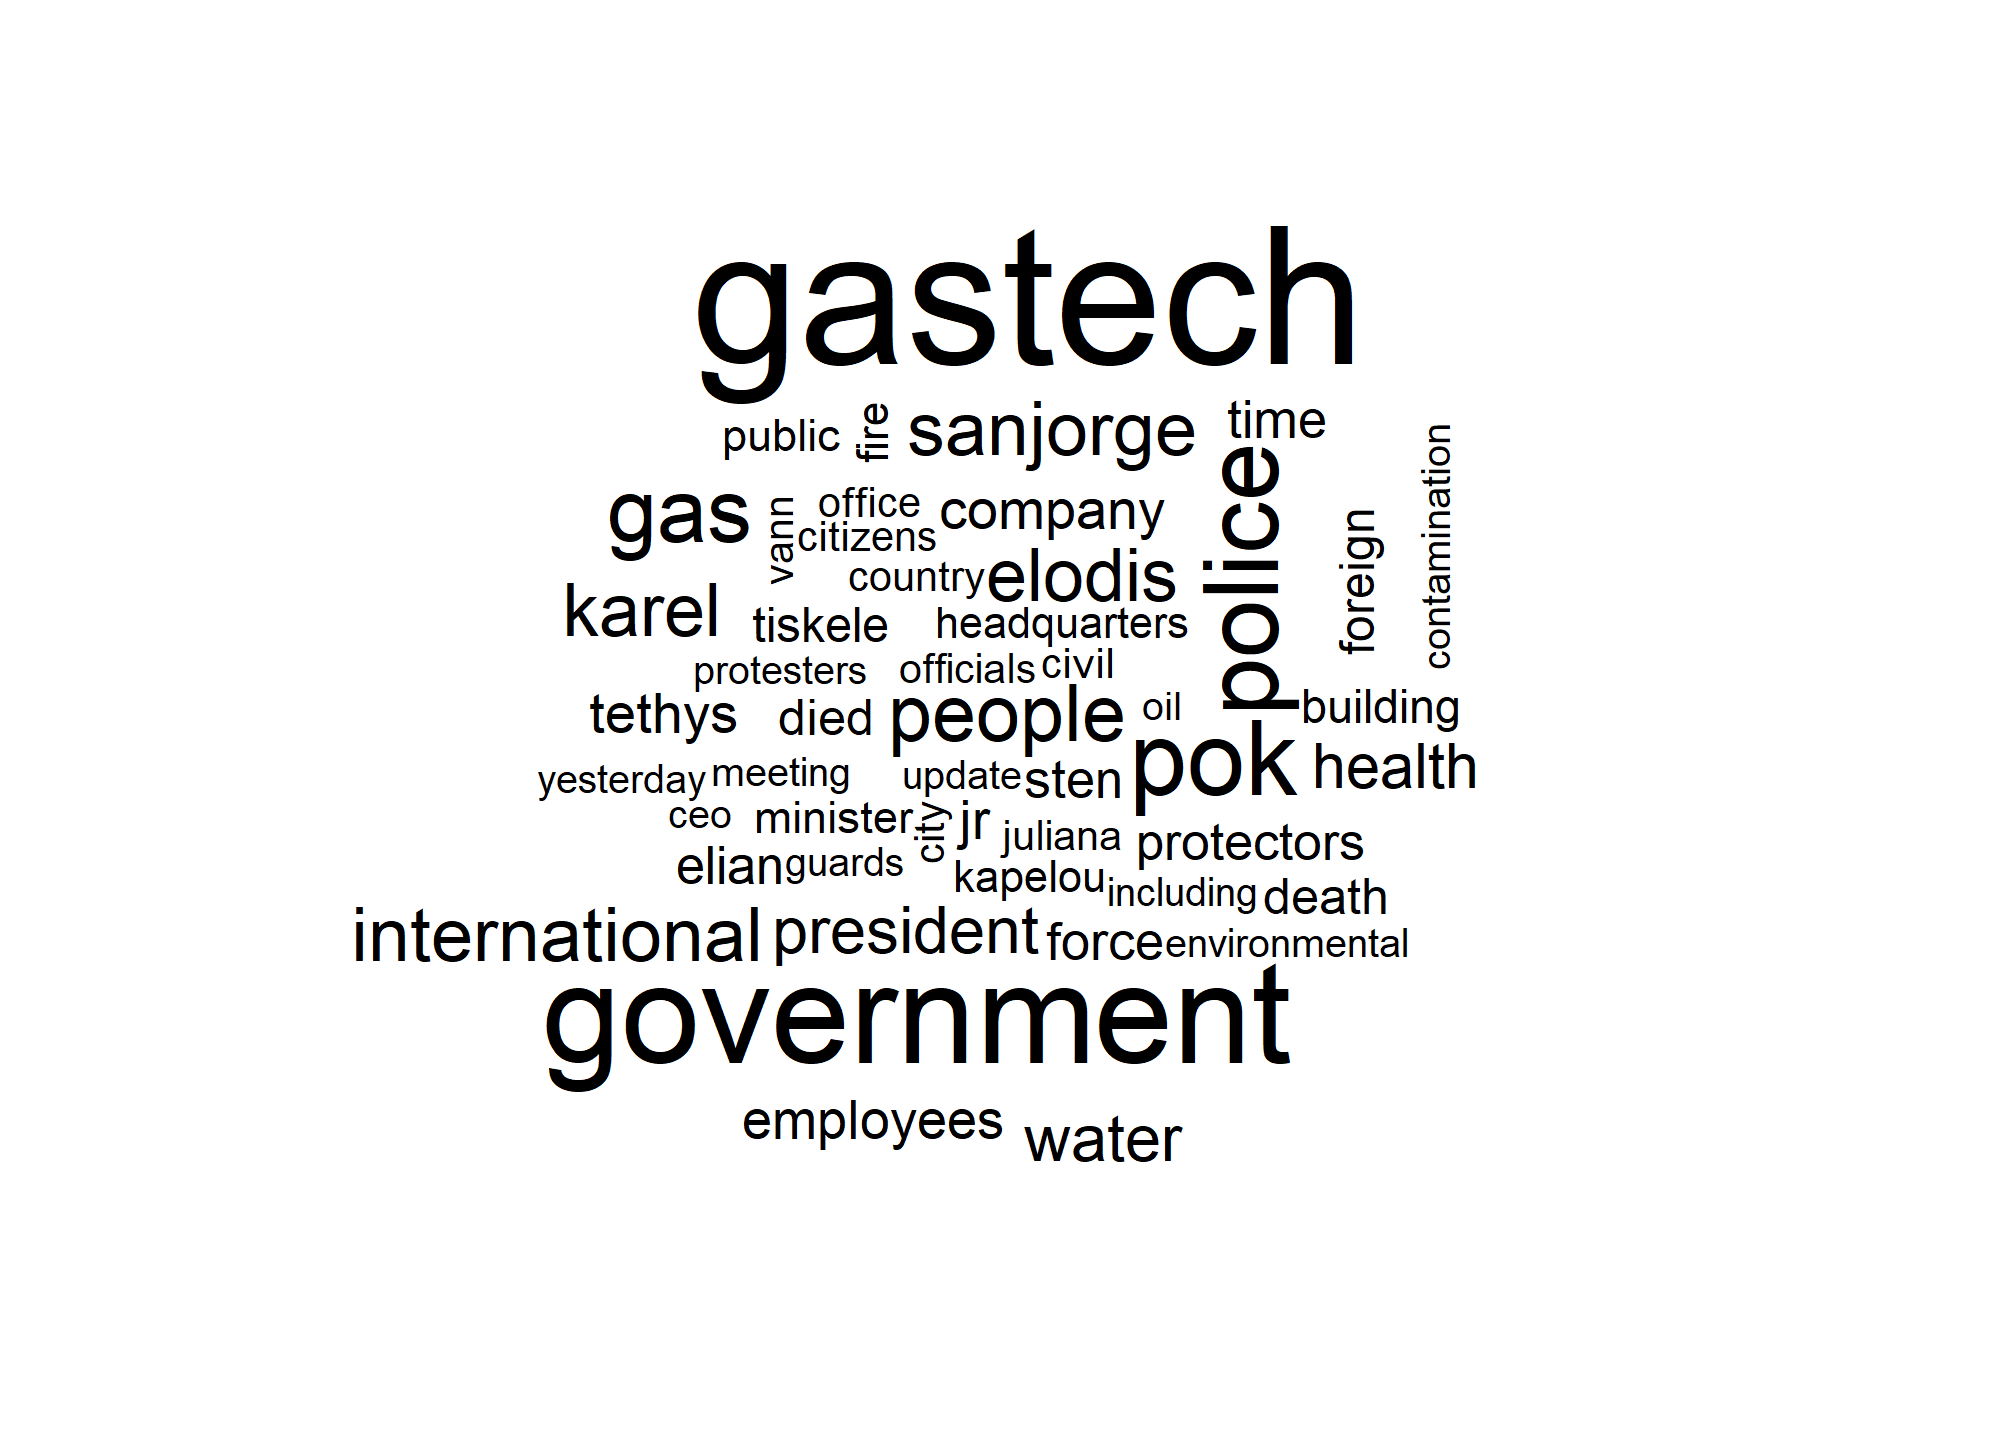 gastech
public fire sanjorge time
gas vann office company police foreign contamination
citizens
country elodis
karel tiskele headquarters
protesters officials civil
tethys died people oil building
yesterday meeting update sten pok health
ceo minister city jr juliana protectors
elian guards kapelou including death
international president force environmental
government
employees water